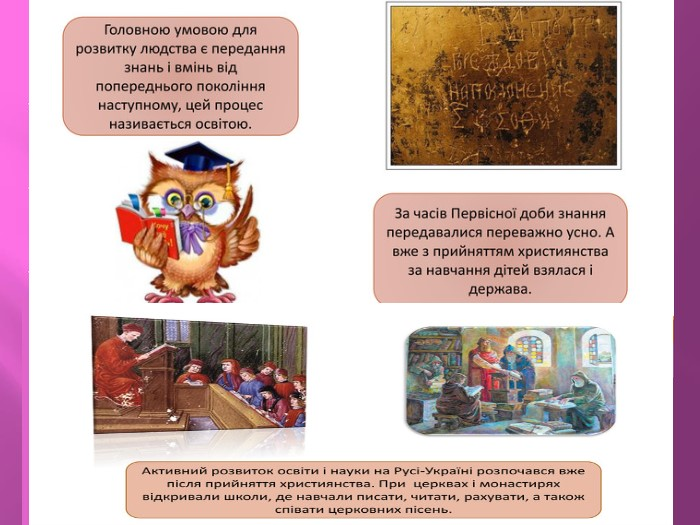 Головною умовою для
розвитку людства є передання
знань і вмінь від
попереднього покоління
наступному, цей процес
називається освітою.
НАПОКЛОНЕНИЕ
За часів Первісної доби знання
передавалися переважно усно. А
вже з прийняттям християнства
за навчання дітей взялася і
держава.
Активний розвиток освіти і науки на Русі-Україні розпочався вже
після прийняття християнства. При церквах і монастирях
відкривали школи, де навчали писати, читати, рахувати, а також
співати церковних пісень.